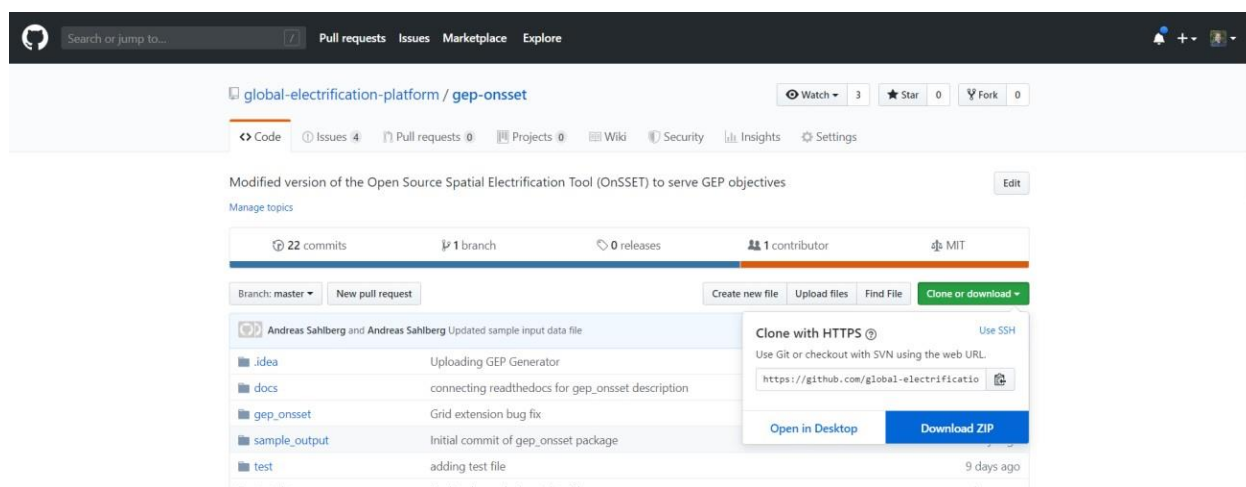 Search or jump to... / Pull requests Issues Marketplace Explore
global-electrification-platform / gep-onsset Watch 3 Star 0 Fork 0
Code Issues 4 Pull requests 0 Projects 0 Wiki Security Insights Settings
Modified version of the Open Source Spatial Electrification Tool (OnSSET) to serve GEP objectives Edit
Manage topics
22 commits 1 branch 0 releases 1 contributor MIT
Branch: master New pull request Create new file Upload files Find File Clone or download
Andreas Sahlberg and Andreas Sahlberg Updated sample input data file
Clone with HTTPS Use SSH
Use Git or checkout with SVN using the web URL.
https://github.com/global-electrificatio
Open in Desktop Download ZIP
.idea Uploading GEP Generator
docs connecting readthedocs for gep_onsset description
gep_onsset Grid extension bug fix
sample_output Initial commit of gep_onsset package
test adding test file 9 days ago